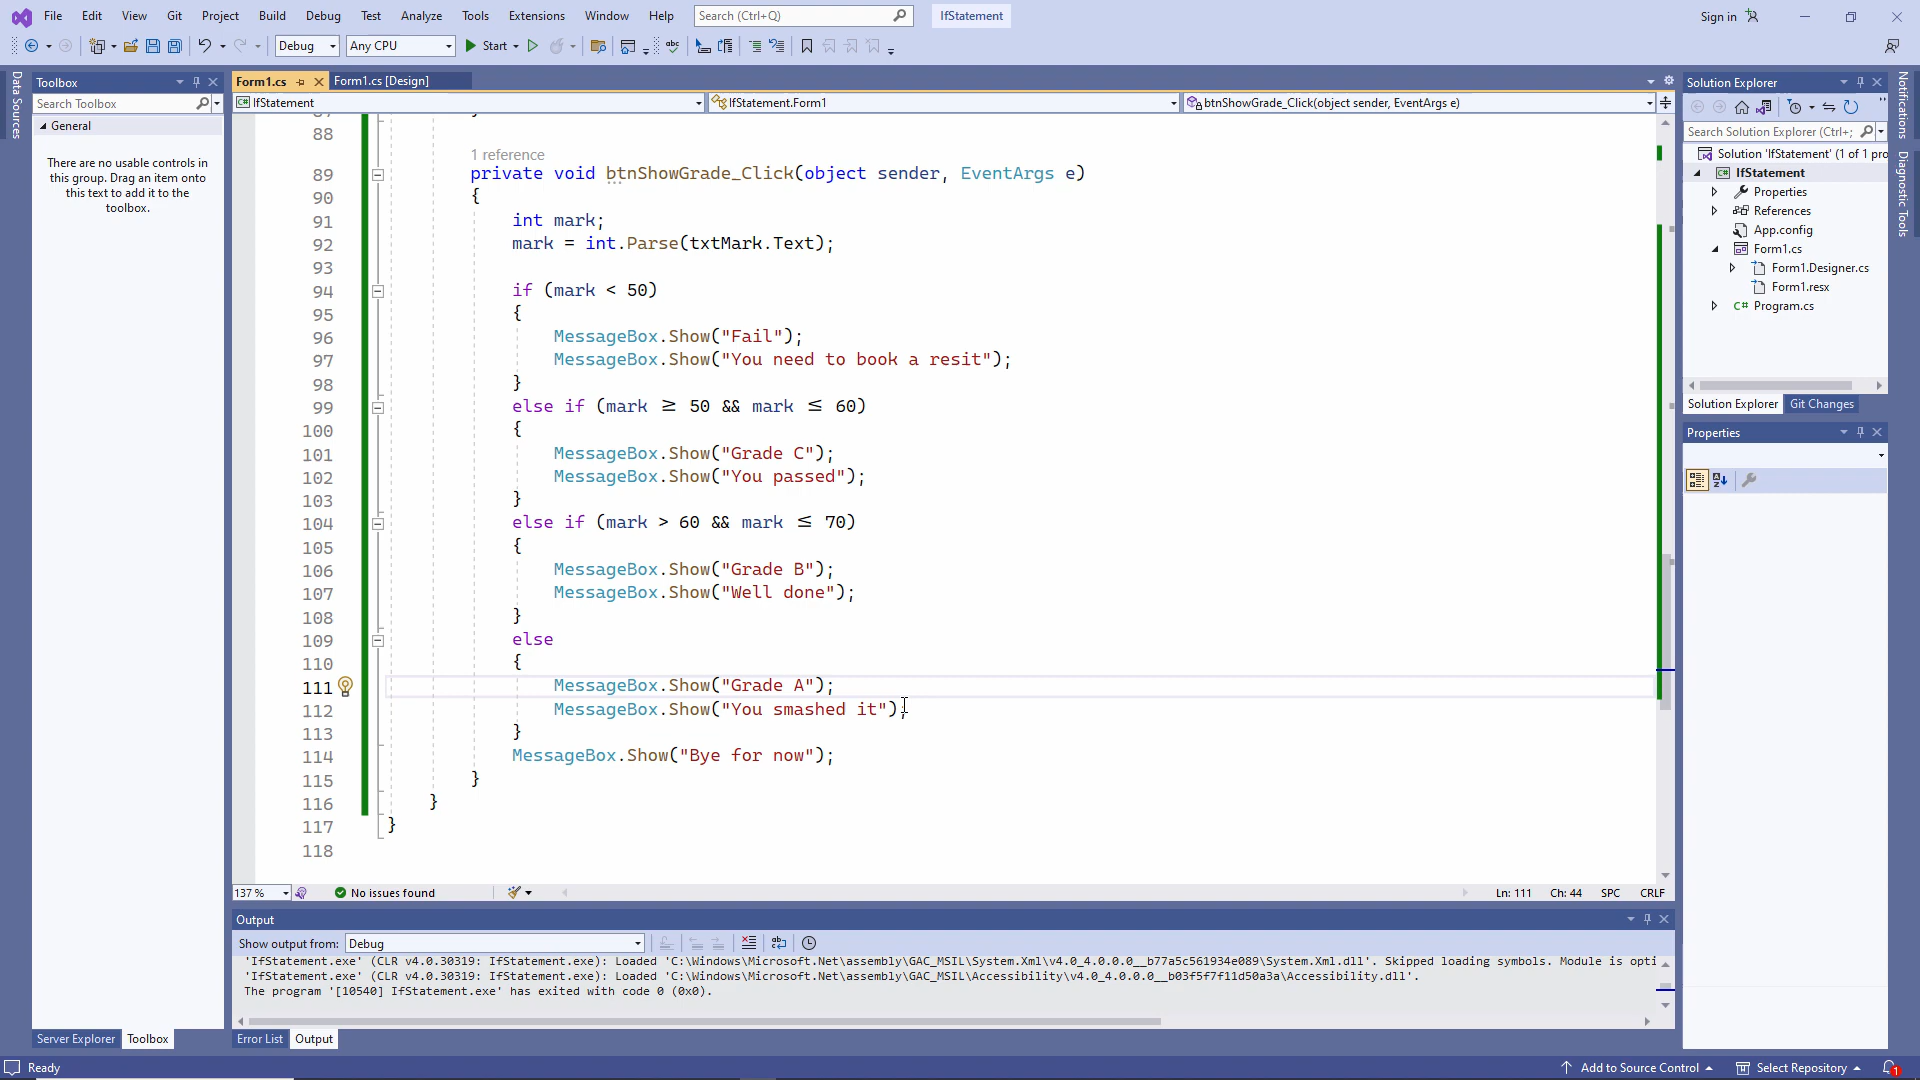 File Edit View Git Project Build Debug Test Analyze Tools Extensions Window Help Search (Ctrl+Q) IfStatement Sign in
Debug Any CPU Start
Data Sources
Toolbox
Search Toolbox
General
There are no usable controls in
this group. Drag an item onto
this text to add it to the
toolbox.
Server Explorer Toolbox
Form1.cs Form1.cs [Design]
IfStatement IfStatement.Form1 btnShowGrade_Click(object sender, EventArgs e)
88
1 reference
89 private void btnShowGrade_Click(object sender, EventArgs e)
90 {
91 int mark;
92 mark = int.Parse(txtMark.Text);
93
94 if (mark < 50)
95 {
96 MessageBox.Show("Fail");
97 MessageBox.Show("You need to book a resit");
98 }
99 else if (mark ≥ 50 && mark ≤ 60)
100 {
101 MessageBox.Show("Grade C");
102 MessageBox.Show("You passed");
103 }
104 else if (mark > 60 && mark ≤ 70)
105 {
106 MessageBox.Show("Grade B");
107 MessageBox.Show("Well done");
108 }
109 else
110 {
111 MessageBox.Show("Grade A");
112 MessageBox.Show("You smashed it");
113 }
114 MessageBox.Show("Bye for now");
115 }
116 }
117 }
118
137 % No issues found Ln: 111 Ch: 44 SPC CRLF
Output
Show output from: Debug
'IfStatement.exe' (CLR v4.0.30319: IfStatement.exe): Loaded 'C:\Windows\Microsoft.Net\assembly\GAC_MSIL\System.Xml\v4.0_4.0.0.0__b77a5c561934e089\System.Xml.dll'. Skipped loading symbols. Module is opti
'IfStatement.exe' (CLR v4.0.30319: IfStatement.exe): Loaded 'C:\Windows\Microsoft.Net\assembly\GAC_MSIL\Accessibility\v4.0_4.0.0.0__b03f5f7f11d50a3a\Accessibility.dll'.
The program '[10540] IfStatement.exe' has exited with code 0 (0x0).
Error List Output
Solution Explorer
Search Solution Explorer (Ctrl+;
Solution 'IfStatement' (1 of 1 pro
C# IfStatement
Properties
References
App.config
Form1.cs
Form1.Designer.cs
Form1.resx
C# Program.cs
Solution Explorer Git Changes
Properties
Notifications
Diagnostic Tools
Ready Add to Source Control Select Repository 1